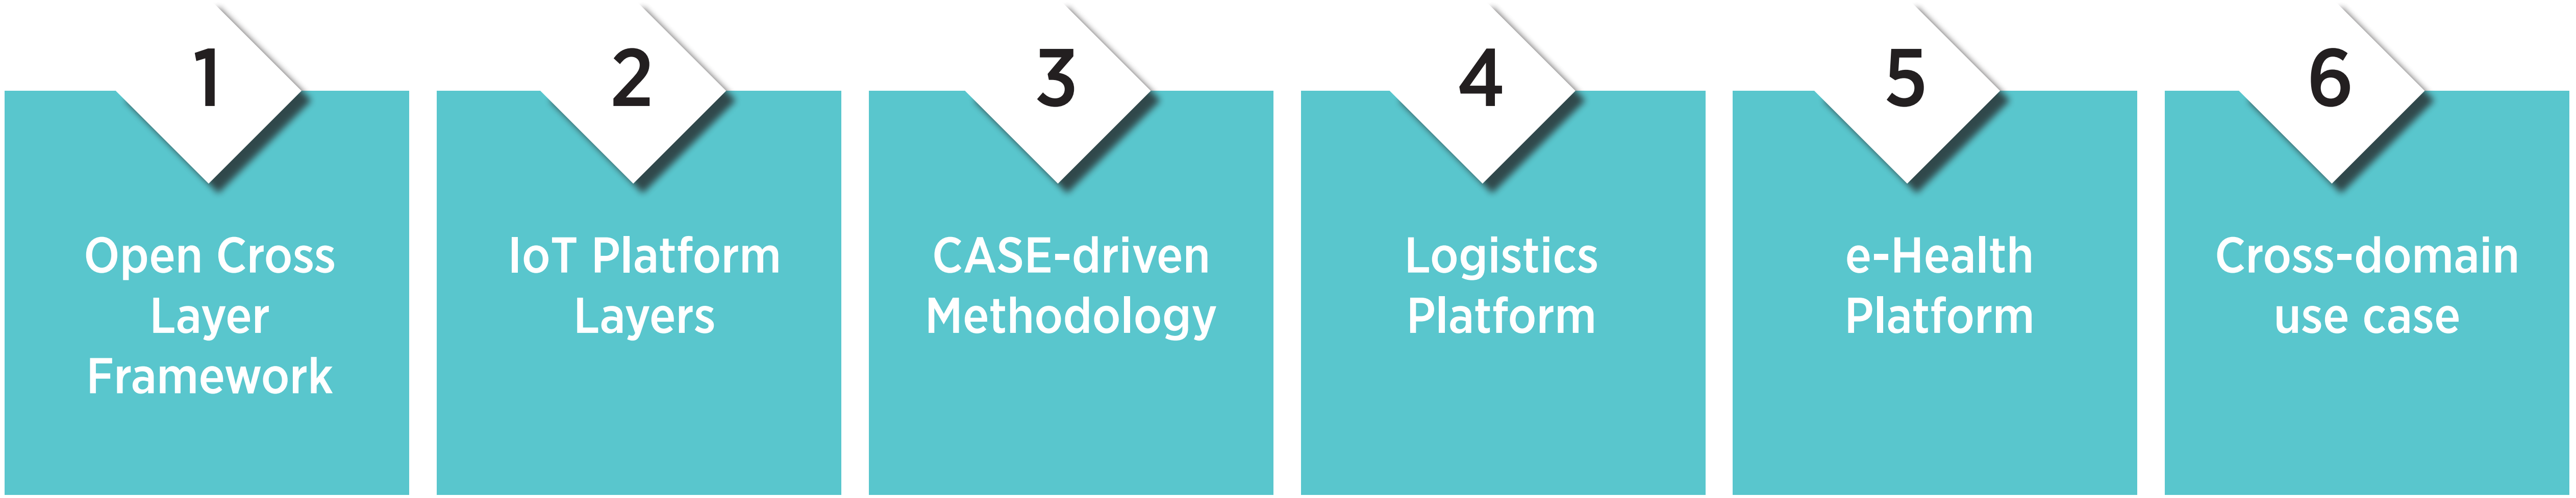 1
Open Cross
Layer
Framework
2
IoT Platform
Layers
3
CASE-driven
Methodology
4
Logistics
Platform
5
e-Health
Platform
6
Cross-domain
use case